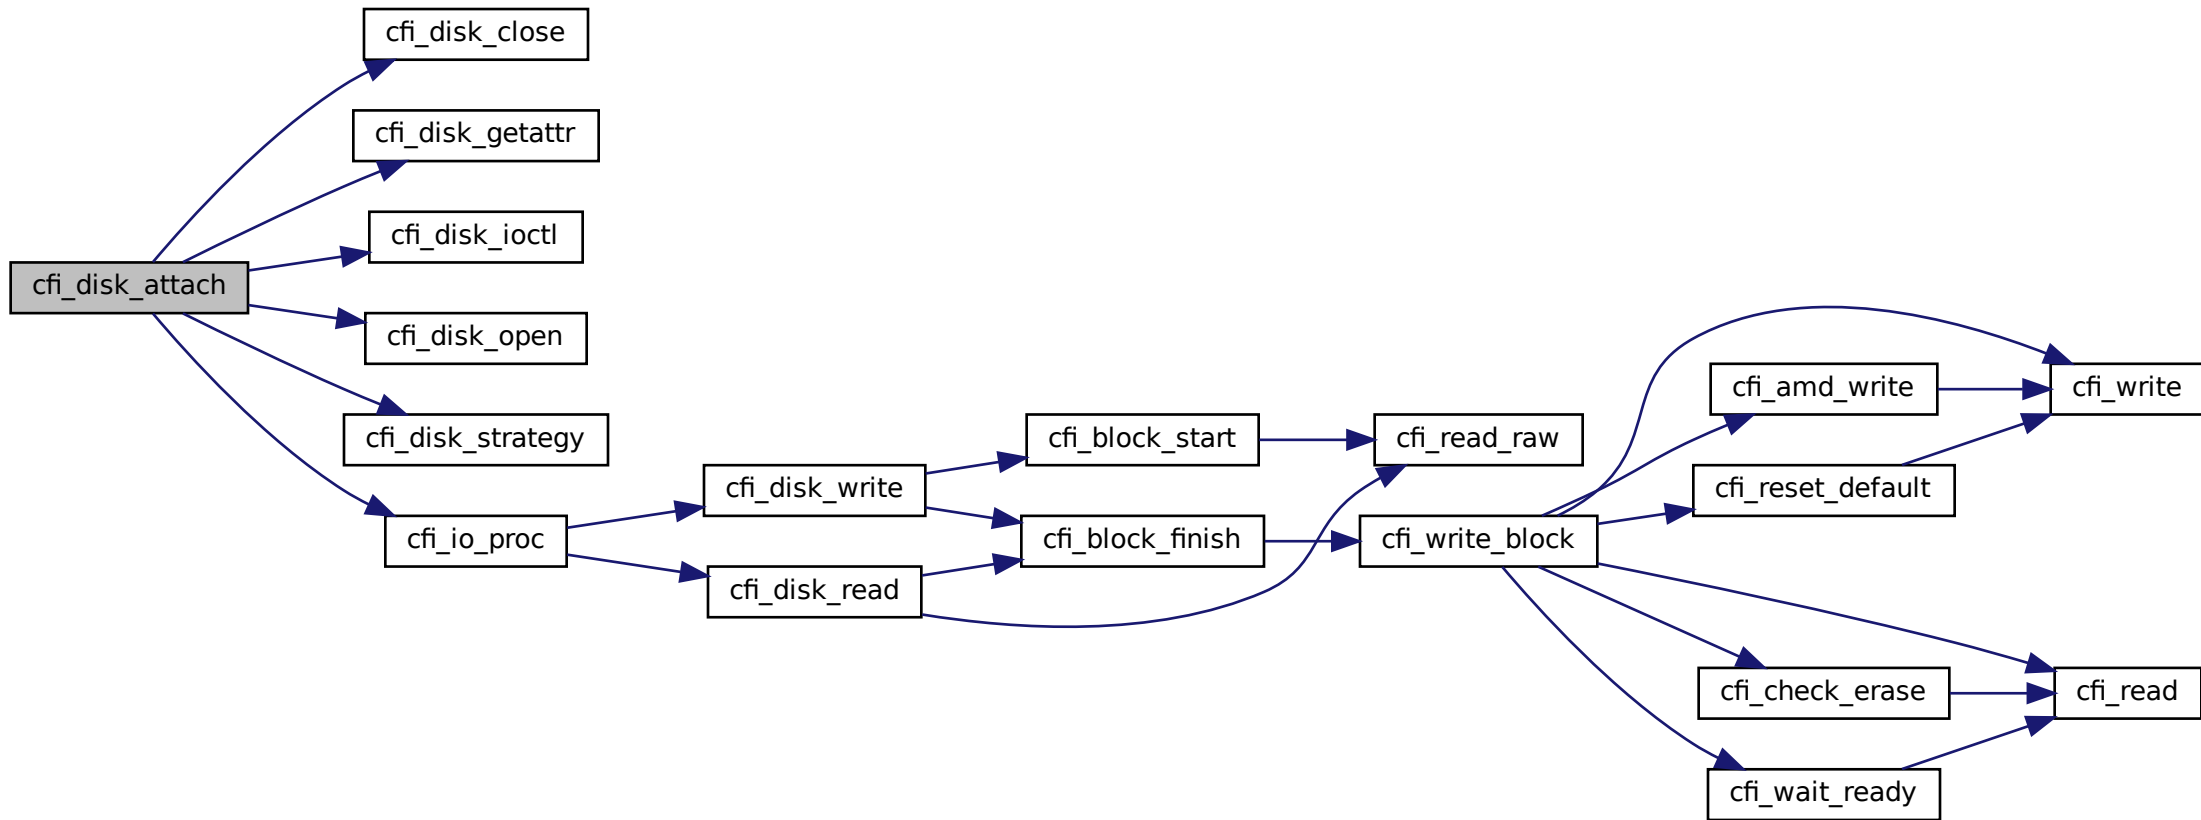 cfi_disk_close
cfi_disk_getattr
cfi_disk_ioctl
cfi_disk_attach
cfi_disk_open
cfi_disk_strategy
cfi_io_proc
cfi_disk_write
cfi_disk_read
cfi_block_start
cfi_block_finish
cfi_read_raw
cfi_write_block
cfi_amd_write
cfi_reset_default
cfi_check_erase
cfi_wait_ready
cfi_write
cfi_read